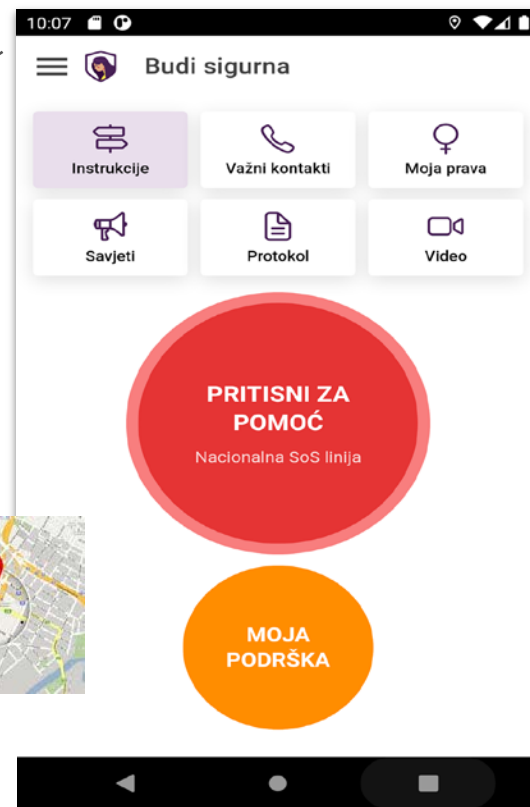 10:07
Budi sigurna
Instrukcije
Važni kontakti
Moja prava
Savjeti
Protokol
Video
PRITISNI ZA
POMOĆ
Nacionalna SoS linija
MOJA
PODRŠKA